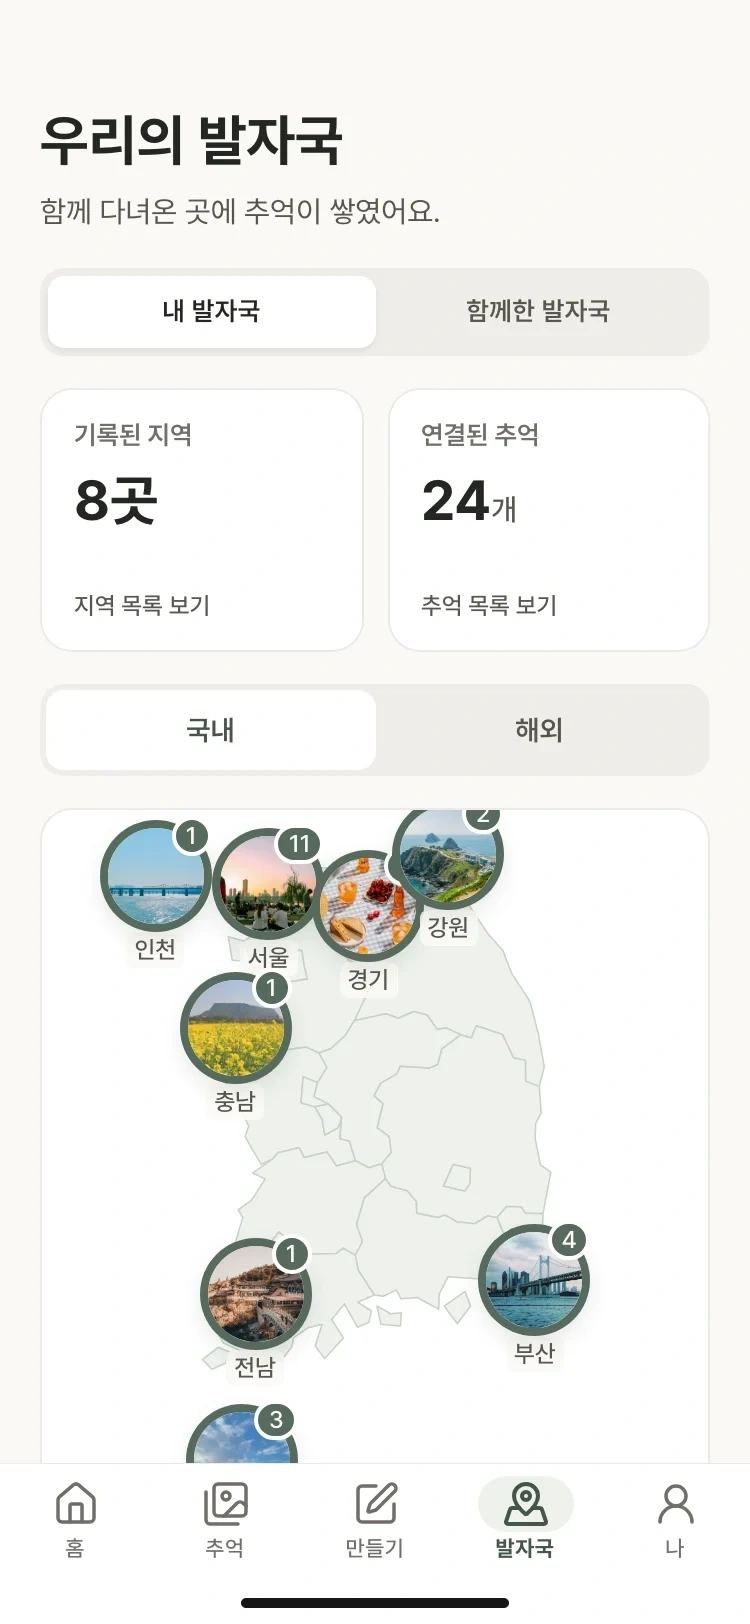 우리의 발자국
함께 다녀온 곳에 추억이 쌓였어요.
내 발자국
함께한 발자국
기록된 지역
8곳
지역 목록 보기
연결된 추억
24개
추억 목록 보기
국내
해외
1
인천
11
서울
경기
2
강원
1
충남
1
전남
4
부산
3
홈
추억
만들기
발자국
나